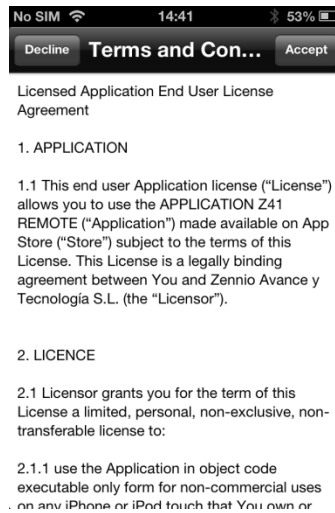 No SIM 14:41 53%
Decline Terms and Con... Accept
Licensed Application End User License
Agreement
1. APPLICATION
1.1 This end user Application license (“License”)
allows you to use the APPLICATION Z41
REMOTE (“Application”) made available on App
Store (“Store”) subject to the terms of this
License. This License is a legally binding
agreement between You and Zennio Avance y
Tecnología S.L. (the “Licensor”).
2. LICENCE
2.1 Licensor grants you for the term of this
License a limited, personal, non-exclusive, non-
transferable license to:
2.1.1 use the Application in object code
executable only form for non-commercial uses
on any iPhone or iPod touch that You own or